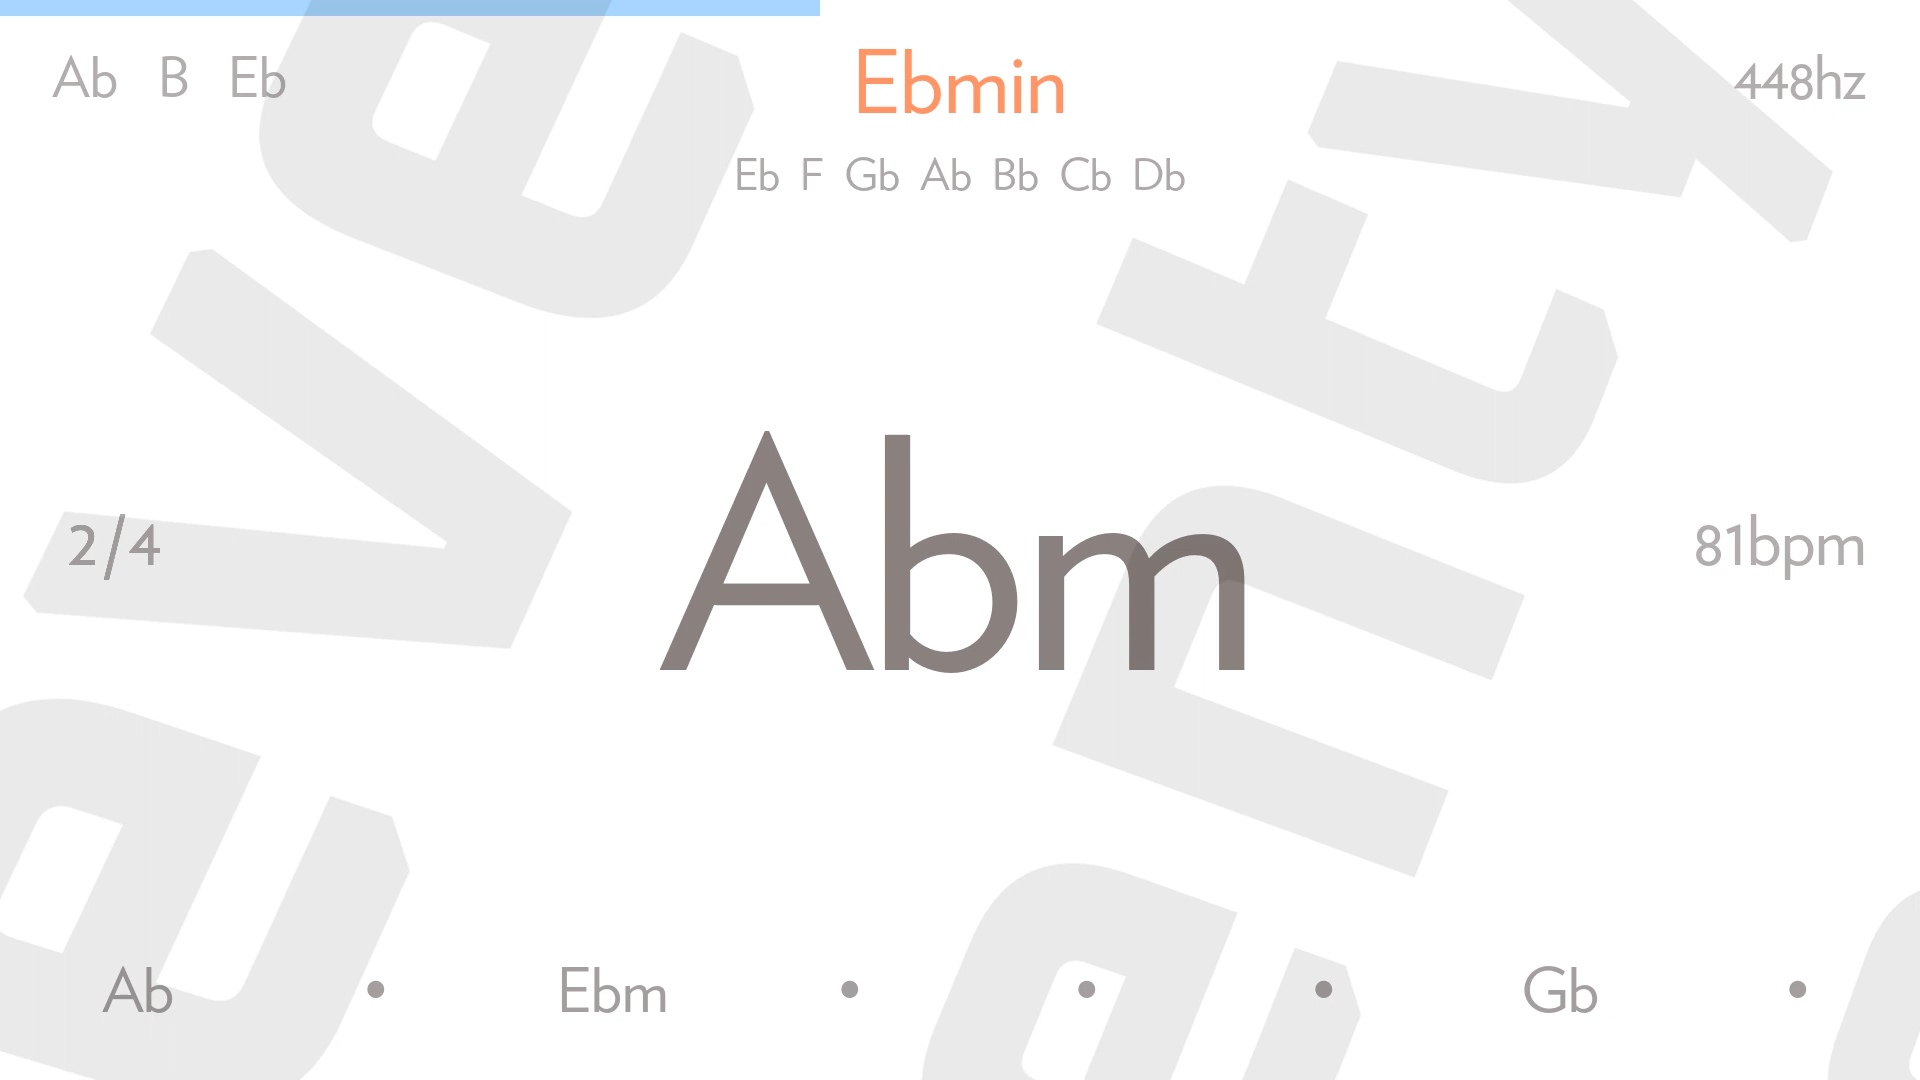 Ab B Eb
Ebmin
448hz
Eb F Gb Ab Bb Cb Db
2/4
Abm
81bpm
Ab • Ebm • • • Gb •